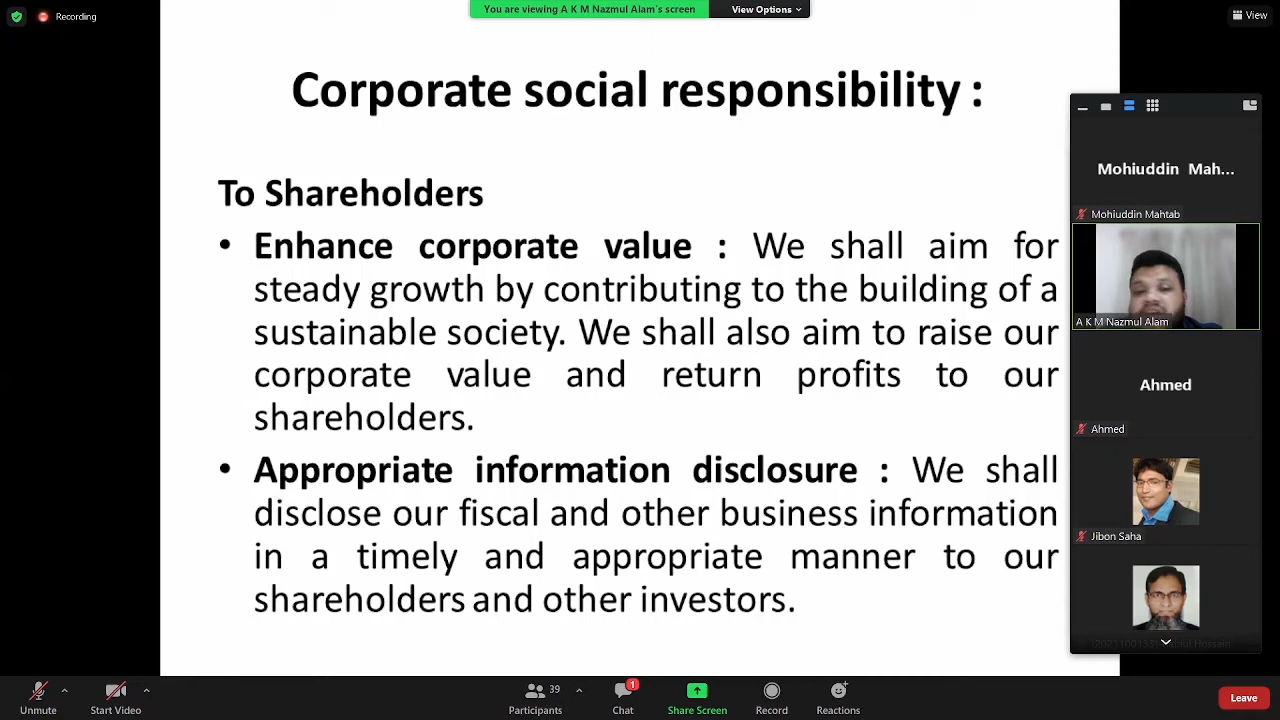 Recording
You are viewing A K M Nazmul Alam's screen
View Options
View
Corporate social responsibility :
To Shareholders
• Enhance corporate value : We shall aim for
steady growth by contributing to the building of a
sustainable society. We shall also aim to raise our
corporate value and return profits to our
shareholders.
• Appropriate information disclosure : We shall
disclose our fiscal and other business information
in a timely and appropriate manner to our
shareholders and other investors.
Mohiuddin Mah...
Mohiuddin Mahtab
A K M Nazmul Alam
Ahmed
Ahmed
Jibon Saha
Hossain
Unmute
Start Video
39
Participants
1
Chat
Share Screen
Record
Reactions
Leave